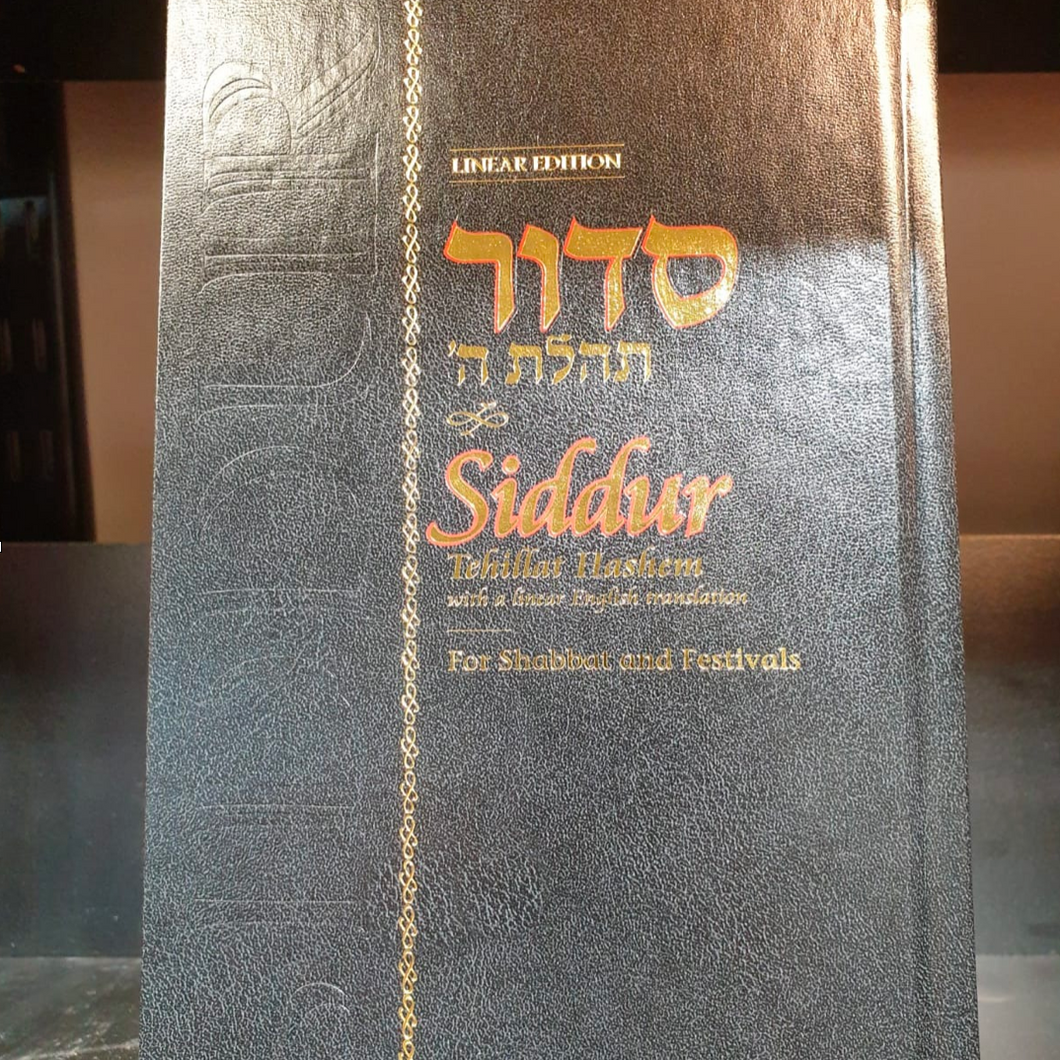 LINEAR EDITION
סדור
תהלת ה'
Siddur
Tehillat Hashem
with a linear English translation
For Shabbat and Festivals